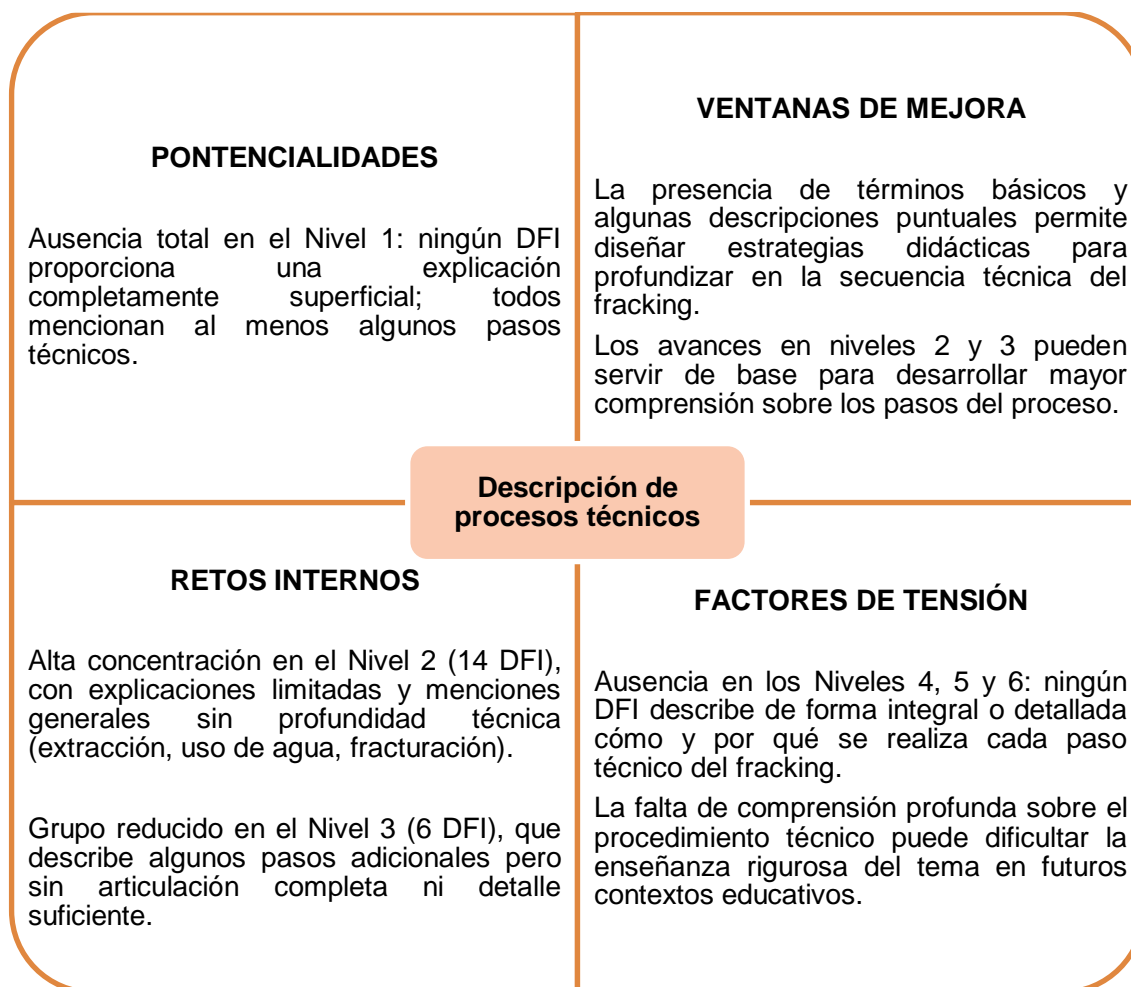 PONTENCIALIDADES
Ausencia total en el Nivel 1: ningún DFI
proporciona una explicación
completamente superficial; todos
mencionan al menos algunos pasos
técnicos.
VENTANAS DE MEJORA
La presencia de términos básicos y
algunas descripciones puntuales permite
diseñar estrategias didácticas para
profundizar en la secuencia técnica del
fracking.
Los avances en niveles 2 y 3 pueden
servir de base para desarrollar mayor
comprensión sobre los pasos del proceso.
Descripción de
procesos técnicos
RETOS INTERNOS
Alta concentración en el Nivel 2 (14 DFI),
con explicaciones limitadas y menciones
generales sin profundidad técnica
(extracción, uso de agua, fracturación).
Grupo reducido en el Nivel 3 (6 DFI), que
describe algunos pasos adicionales pero
sin articulación completa ni detalle
suficiente.
FACTORES DE TENSIÓN
Ausencia en los Niveles 4, 5 y 6: ningún
DFI describe de forma integral o detallada
cómo y por qué se realiza cada paso
técnico del fracking.
La falta de comprensión profunda sobre el
procedimiento técnico puede dificultar la
enseñanza rigurosa del tema en futuros
contextos educativos.